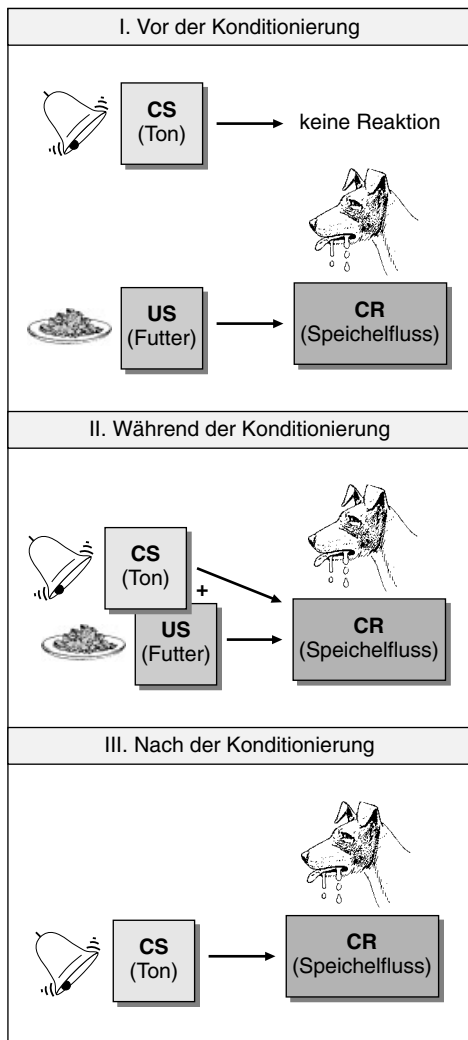 I. Vor der Konditionierung
CS
(Ton)
keine Reaktion
US
(Futter)
CR
(Speichelfluss)
II. Während der Konditionierung
CS
(Ton)
+
US
(Futter)
CR
(Speichelfluss)
III. Nach der Konditionierung
CS
(Ton)
CR
(Speichelfluss)